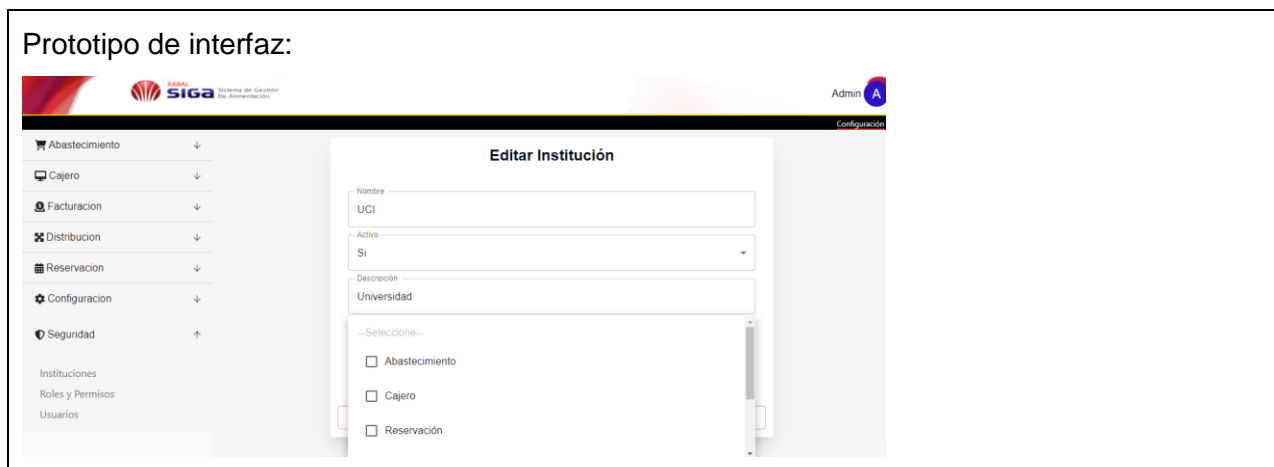 Prototipo de interfaz:
XABAL
SIGa
Sistema de Gestión
De Alimentación
Admin
A
Configuración
Abastecimiento
Cajero
Facturacion
Distribucion
Reservacion
Configuracion
Seguridad
Instituciones
Roles y Permisos
Usuarios
Editar Institución
Nombre
UCI
Activo
Si
Descripción
Universidad
--Seleccione--
Abastecimiento
Cajero
Reservación